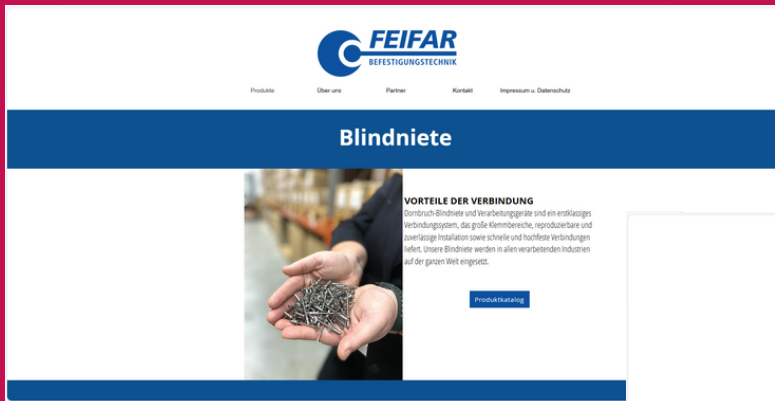 FEIFAR
BEFESTIGUNGSTECHNIK
Produkte Über uns Partner Kontakt Impressum u. Datenschutz
Blindniete
VORTEILE DER VERBINDUNG
Dornbruch-Blindniete und Verarbeitungsgeräte sind ein erstklassiges
Verbindungssystem, das große Klemmbereiche, reproduzierbare und
zuverlässige Installation sowie schnelle und hochfeste Verbindungen
liefert. Unsere Blindniete werden in allen verarbeitenden Industrien
auf der ganzen Welt eingesetzt.
Produktkatalog